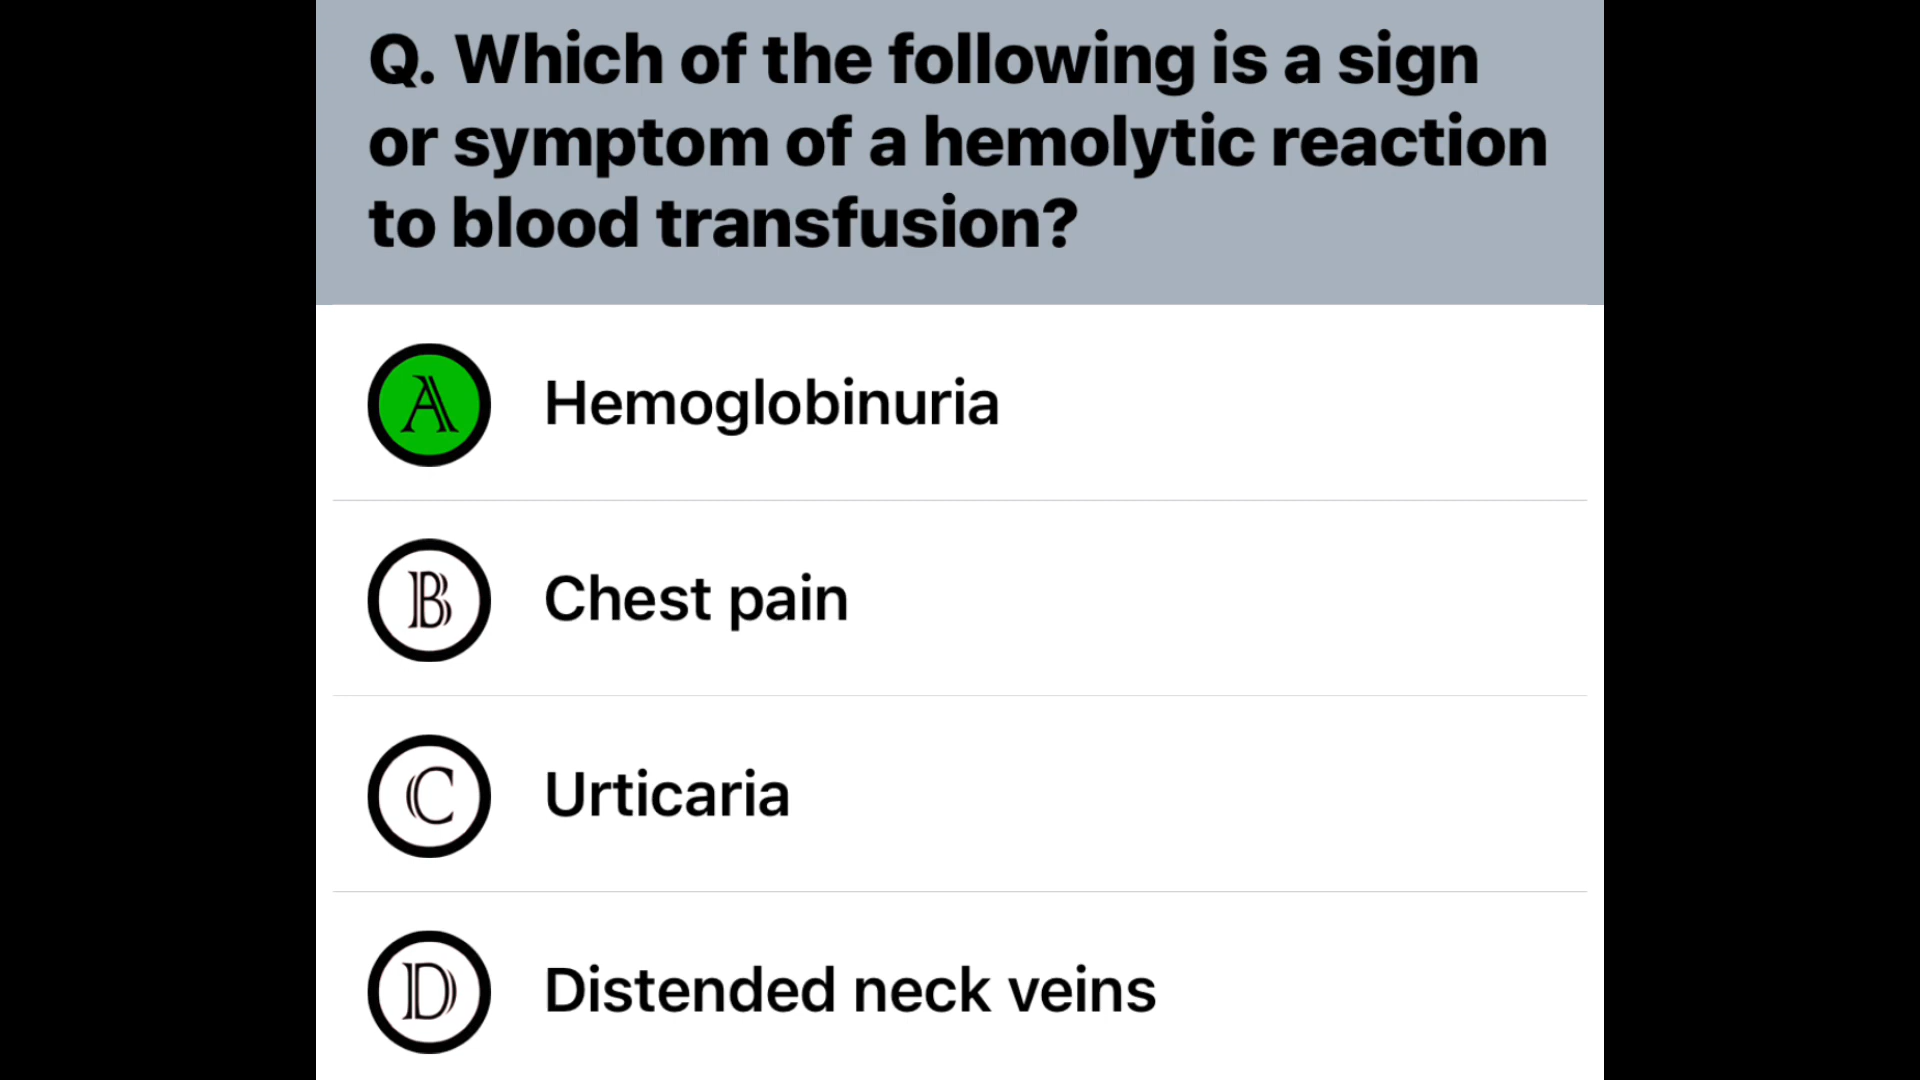 Q. Which of the following is a sign
or symptom of a hemolytic reaction
to blood transfusion?
A Hemoglobinuria
B Chest pain
C Urticaria
D Distended neck veins